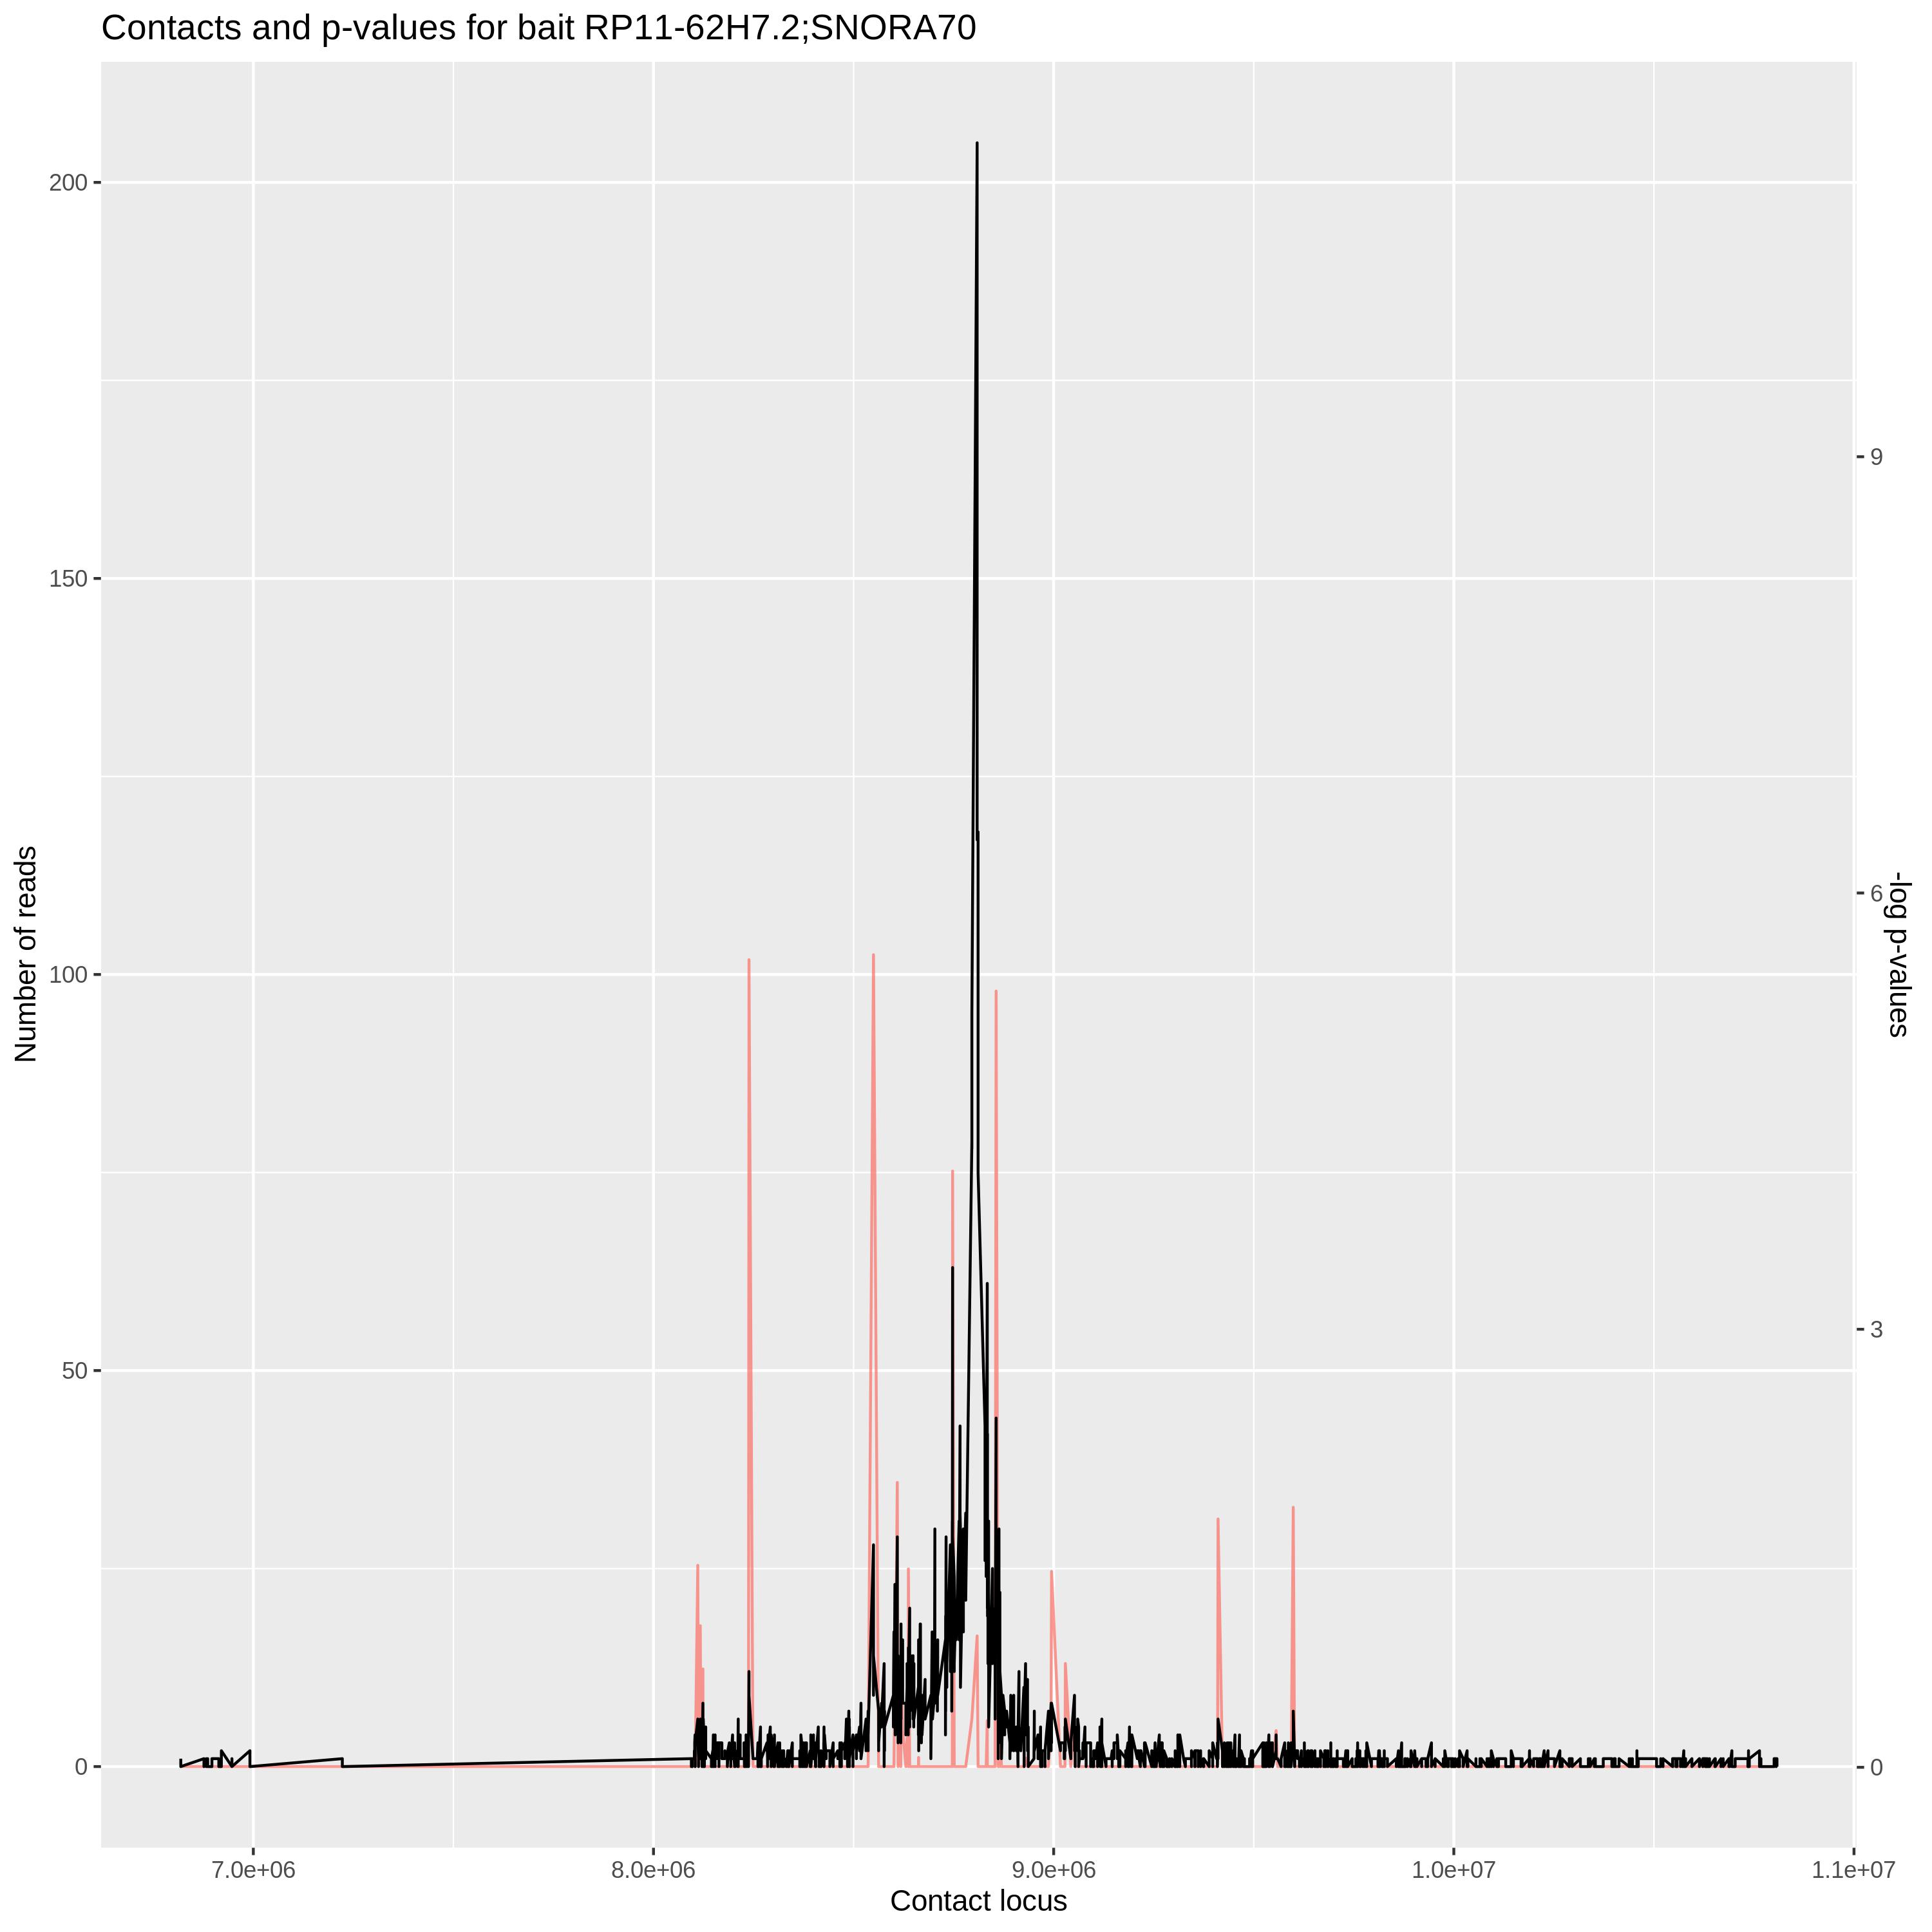 Contacts and p-values for bait RP11-62H7.2;SNORA70
200
150
100
50
0
Number of reads
9
6
3
0
-log p-values
7.0e+06 8.0e+06 9.0e+06 1.0e+07 1.1e+07
Contact locus